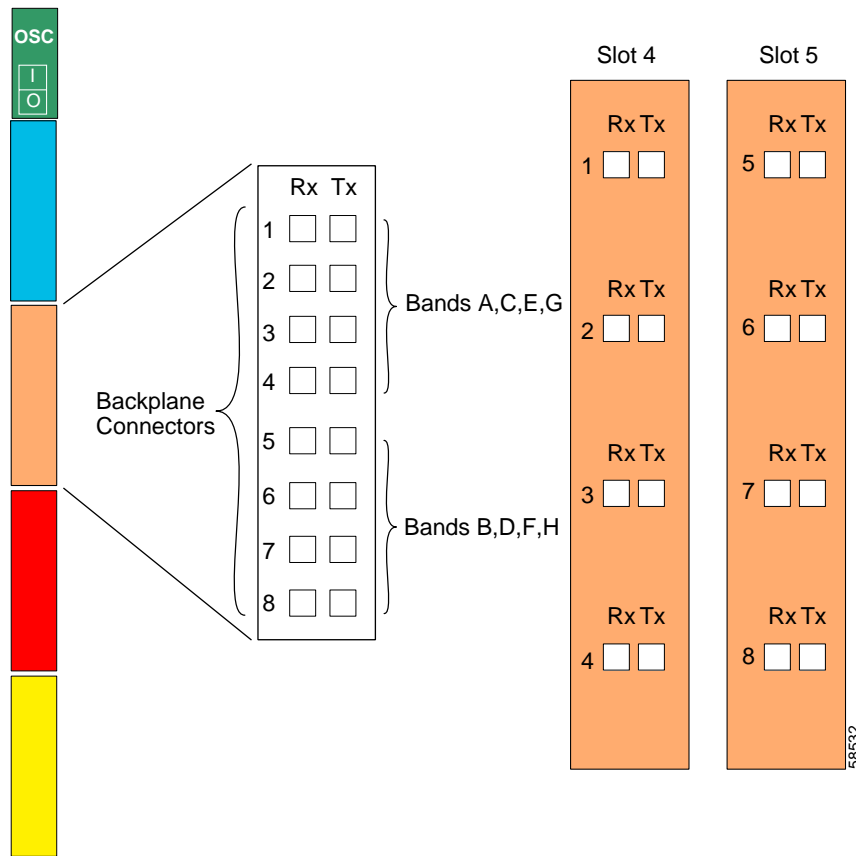 OSC
I
O
Rx Tx
1
2
3
4
5
6
7
8
Backplane
Connectors
Bands A,C,E,G
Bands B,D,F,H
Slot 4
Rx Tx
1
Rx Tx
2
Rx Tx
3
Rx Tx
4
Slot 5
Rx Tx
5
Rx Tx
6
Rx Tx
7
Rx Tx
8
58532